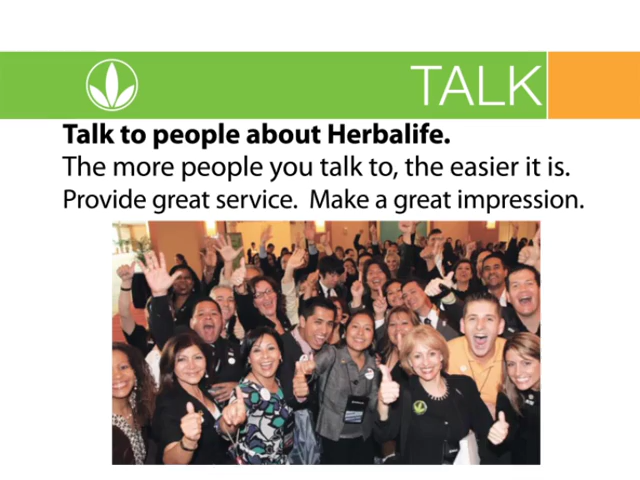 TALK
Talk to people about Herbalife.
The more people you talk to, the easier it is.
Provide great service.  Make a great impression.